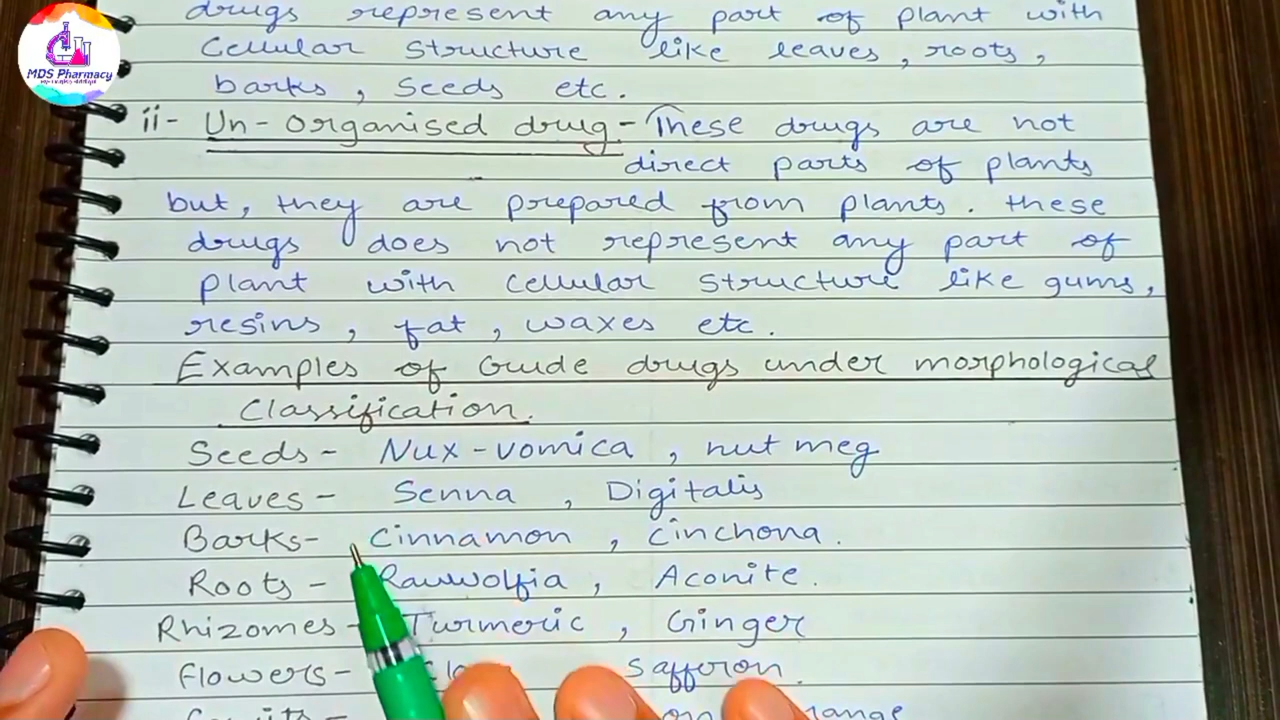 MDS Pharmacy
drugs represent any part of plant with
Cellular structure like leaves, roots,
barks, seeds etc.
ii- Un-organised drug- These drugs are not
direct parts of plants
but, they are prepared from plants. These
drugs does not represent any part of
plant with cellular structure like gums,
resins, fat, waxes etc.
Examples of Crude drugs under morphological
Classification.
Seeds- Nux-vomica, nut meg
Leaves- Senna, Digitalis
Barks- Cinnamon, Cinchona.
Roots- Rauwolfia, Aconite.
Rhizomes- Turmeric, Ginger
Flowers- Saffron.